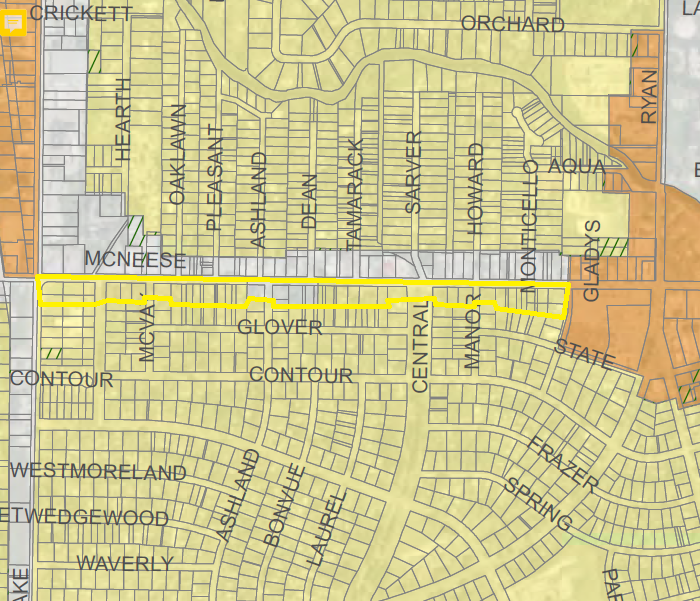 CRICKETT
ORCHARD
LA
RYAN
HEARTH
OAKLAWN
PLEASANT
ASHLAND
DEAN
TAMARACK
SARVER
HOWARD
MONTICELLO
AQUA
GLADYS
MCNEESE
GLOVER
CENTRAL
MANOR
STATE
CONTOUR
CONTOUR
WESTMORELAND
ASHLAND
BONVUE
LAUREL
FRAZER
SPRING
ETWEDGEWOOD
WAVERLY
AKE
PAR